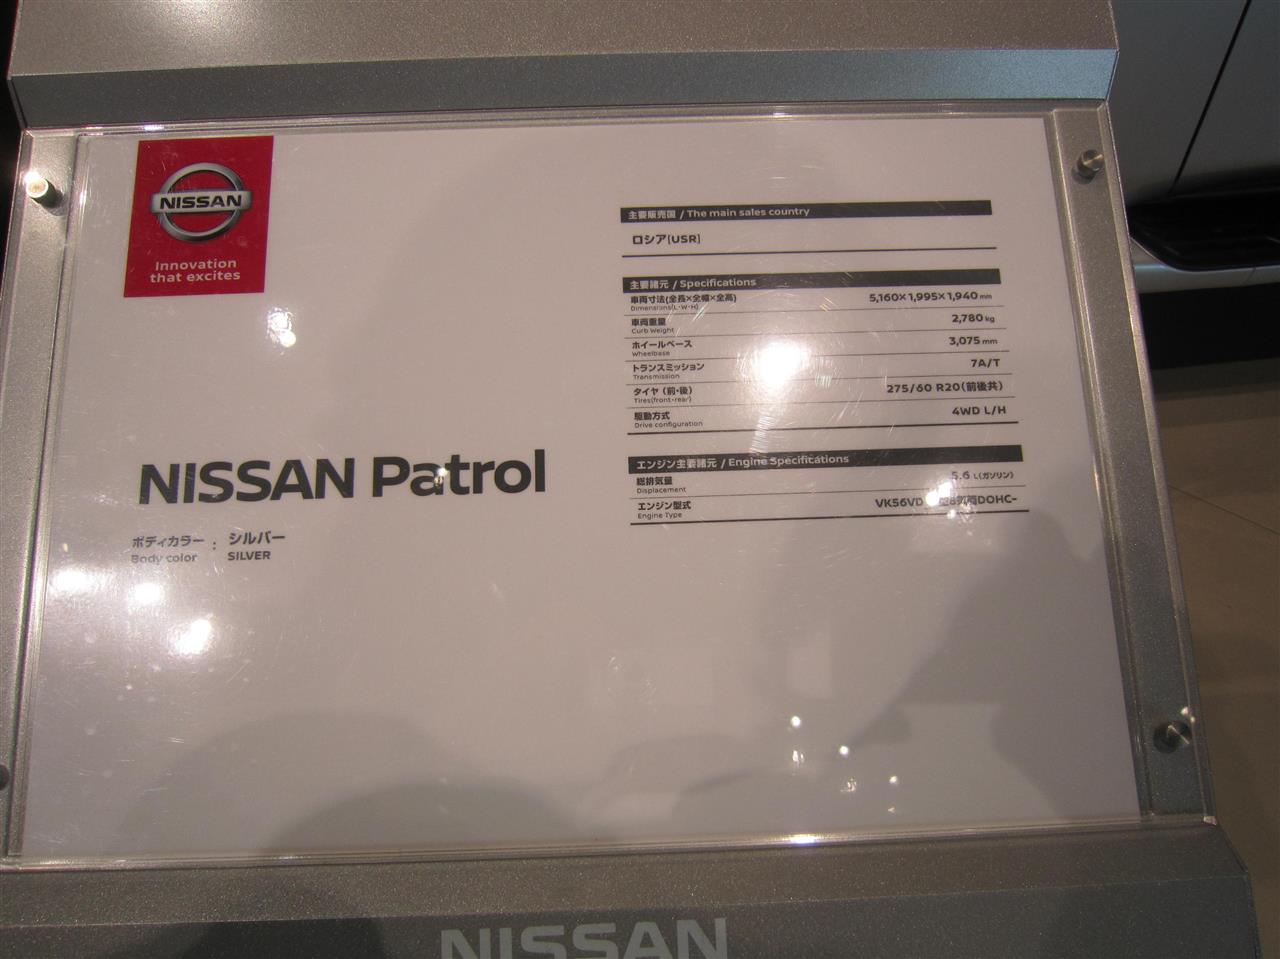 NISSAN
Innovation
that excites
NISSAN Patrol
ボディカラー : シルバー
Body color SILVER
主要販売国 / The main sales country
ロシア(USR)
主要諸元 / Specifications
車両寸法(全長×全幅×全高) 5,160×1,995×1,940 mm
Dimensions(L・W・H)
車両重量 2,780 kg
Curb Weight
ホイールベース 3,075 mm
Wheelbase
トランスミッション 7A/T
Transmission
タイヤ (前・後) 275/60 R20(前後共)
Tires(front・rear)
駆動方式 4WD L/H
Drive configuration
エンジン主要諸元 / Engine Specifications
総排気量 5.6 L(ガソリン)
Displacement
エンジン型式 VK56VD DOHC-
Engine Type
NISSAN